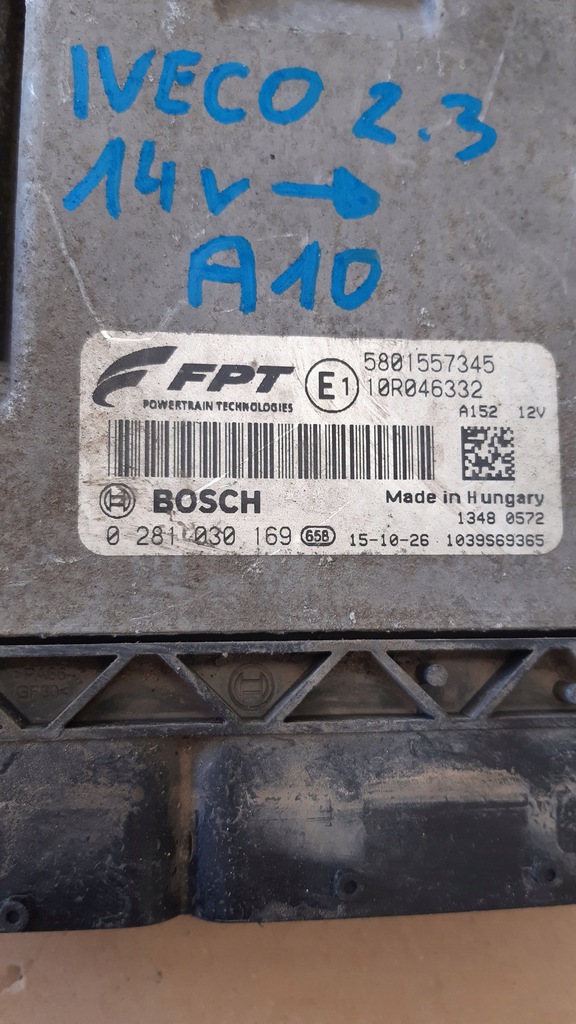 IVECO 2.3
14v →
A10
FPT
POWERTRAIN TECHNOLOGIES
E1
5801557345
10R046332
A152 12V
BOSCH
Made in Hungary
1348 0572
0 281 030 169 65B 15-10-26 1039S69365